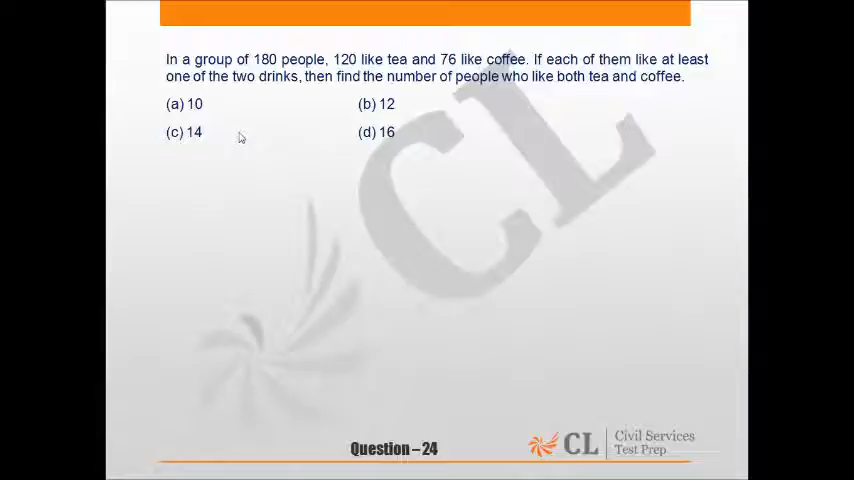 In a group of 180 people, 120 like tea and 76 like coffee. If each of them like at least
one of the two drinks, then find the number of people who like both tea and coffee.
(a) 10 (b) 12
(c) 14 (d) 16
CL
Question – 24
CL Civil Services
Test Prep